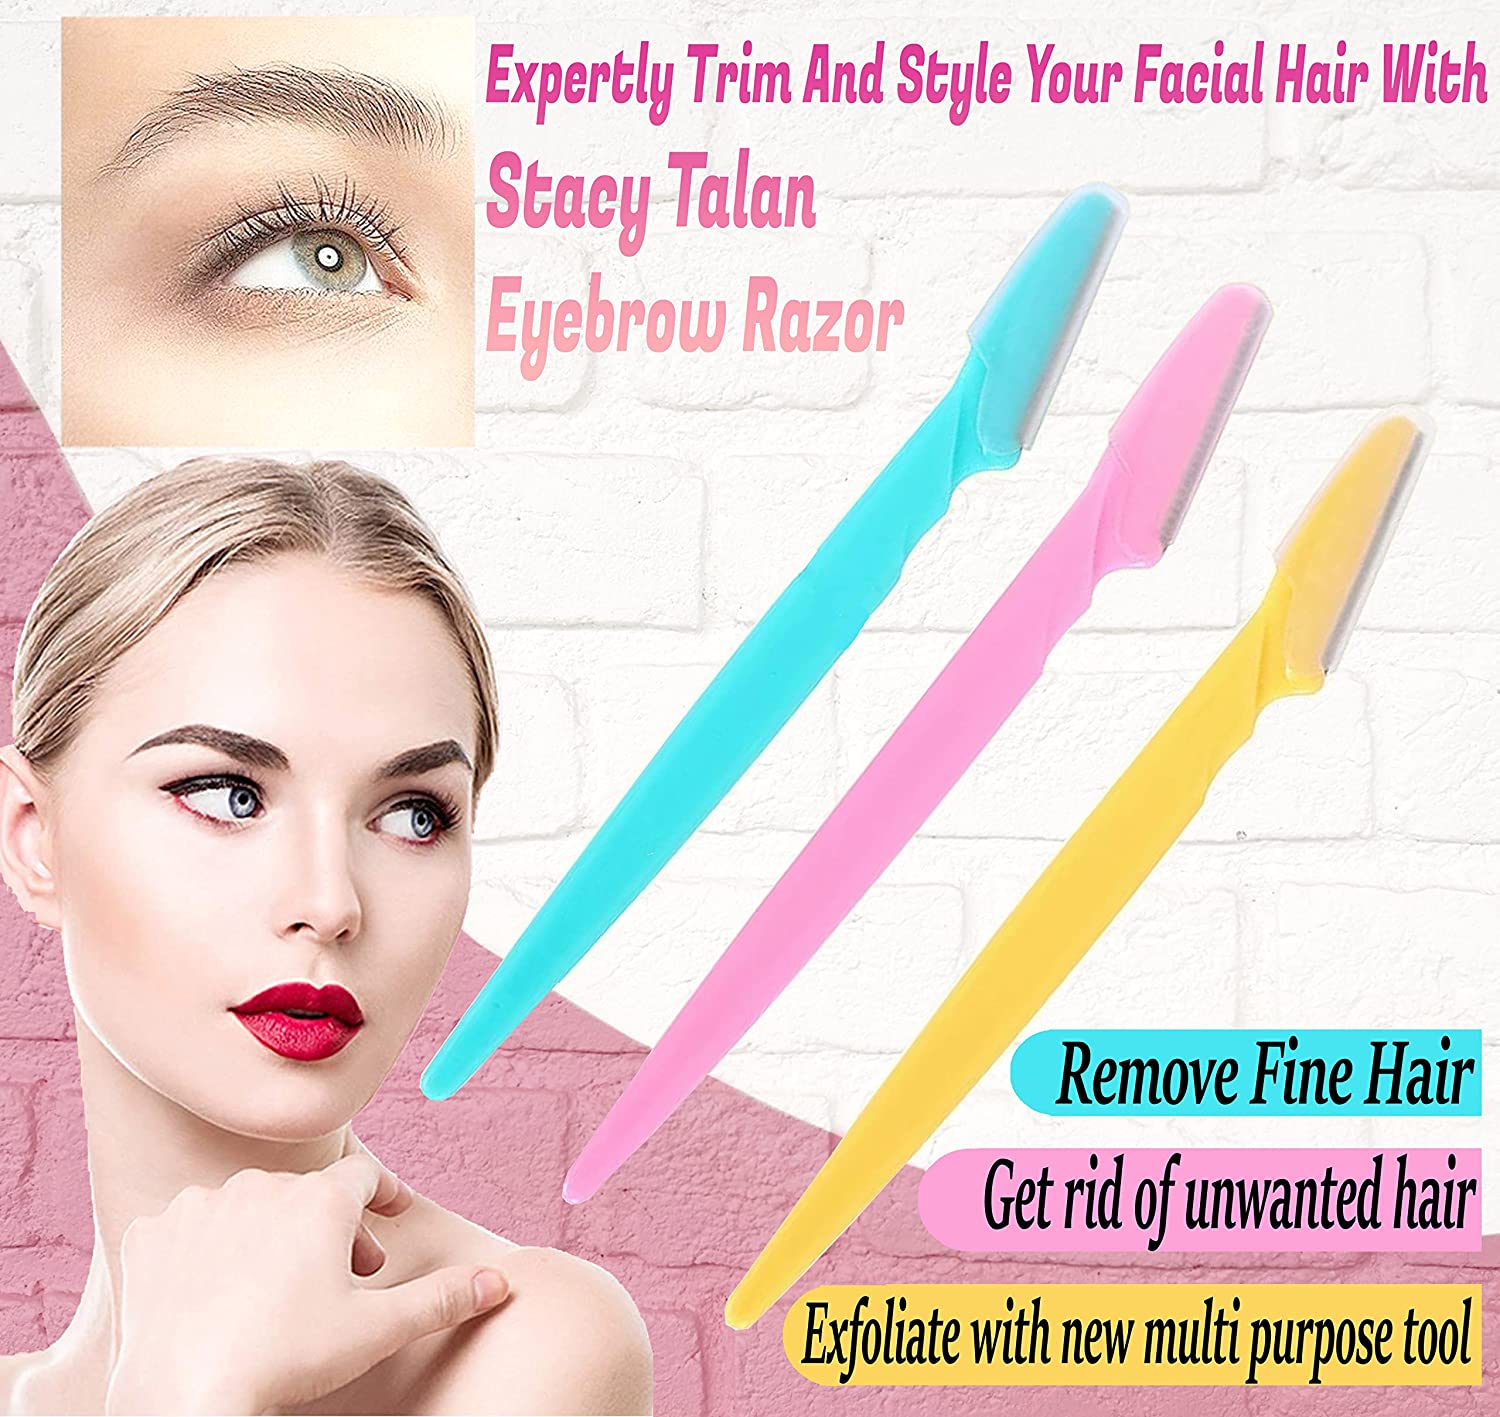 Expertly Trim And Style Your Facial Hair With
Stacy Talan
Eyebrow Razor
Remove Fine Hair
Get rid of unwanted hair
Exfoliate with new multi purpose tool